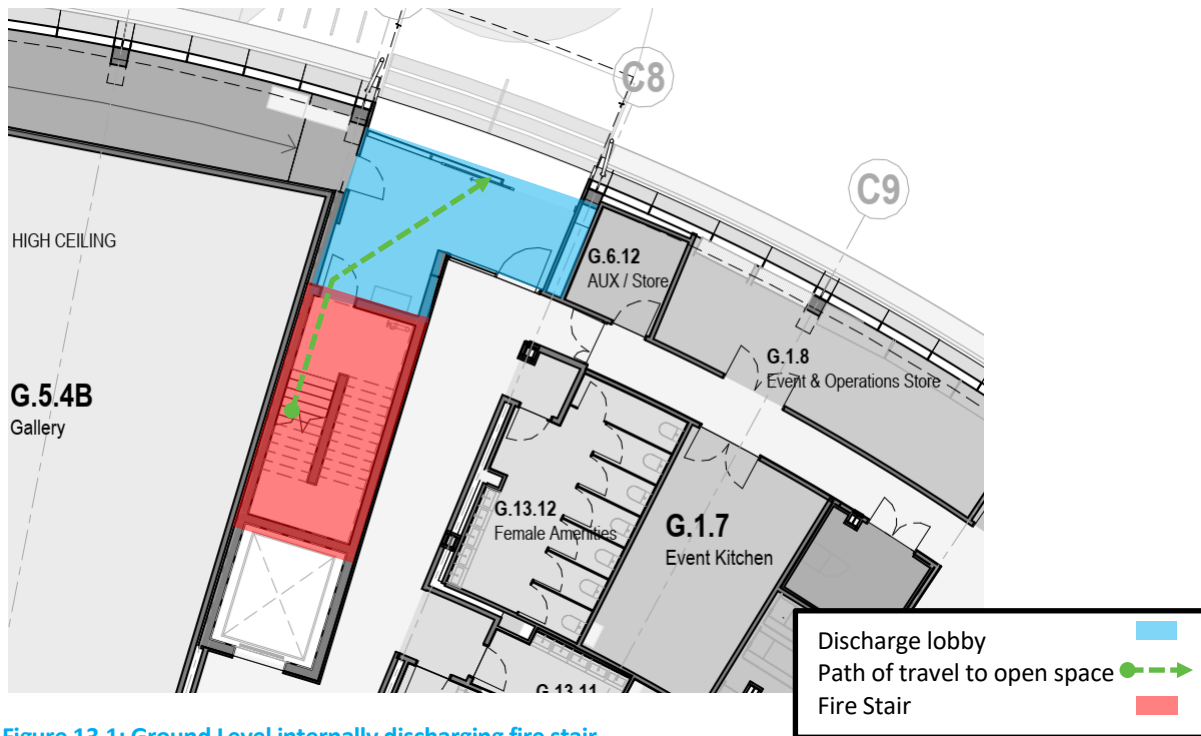 C8
C9
HIGH CEILING
G.6.12
AUX / Store
G.1.8
Event & Operations Store
G.5.4B
Gallery
G.13.12
Female Amenities
G.1.7
Event Kitchen
G.13.11
Discharge lobby
Path of travel to open space
Fire Stair
Figure 13.1: Ground Level internally discharging fire stair